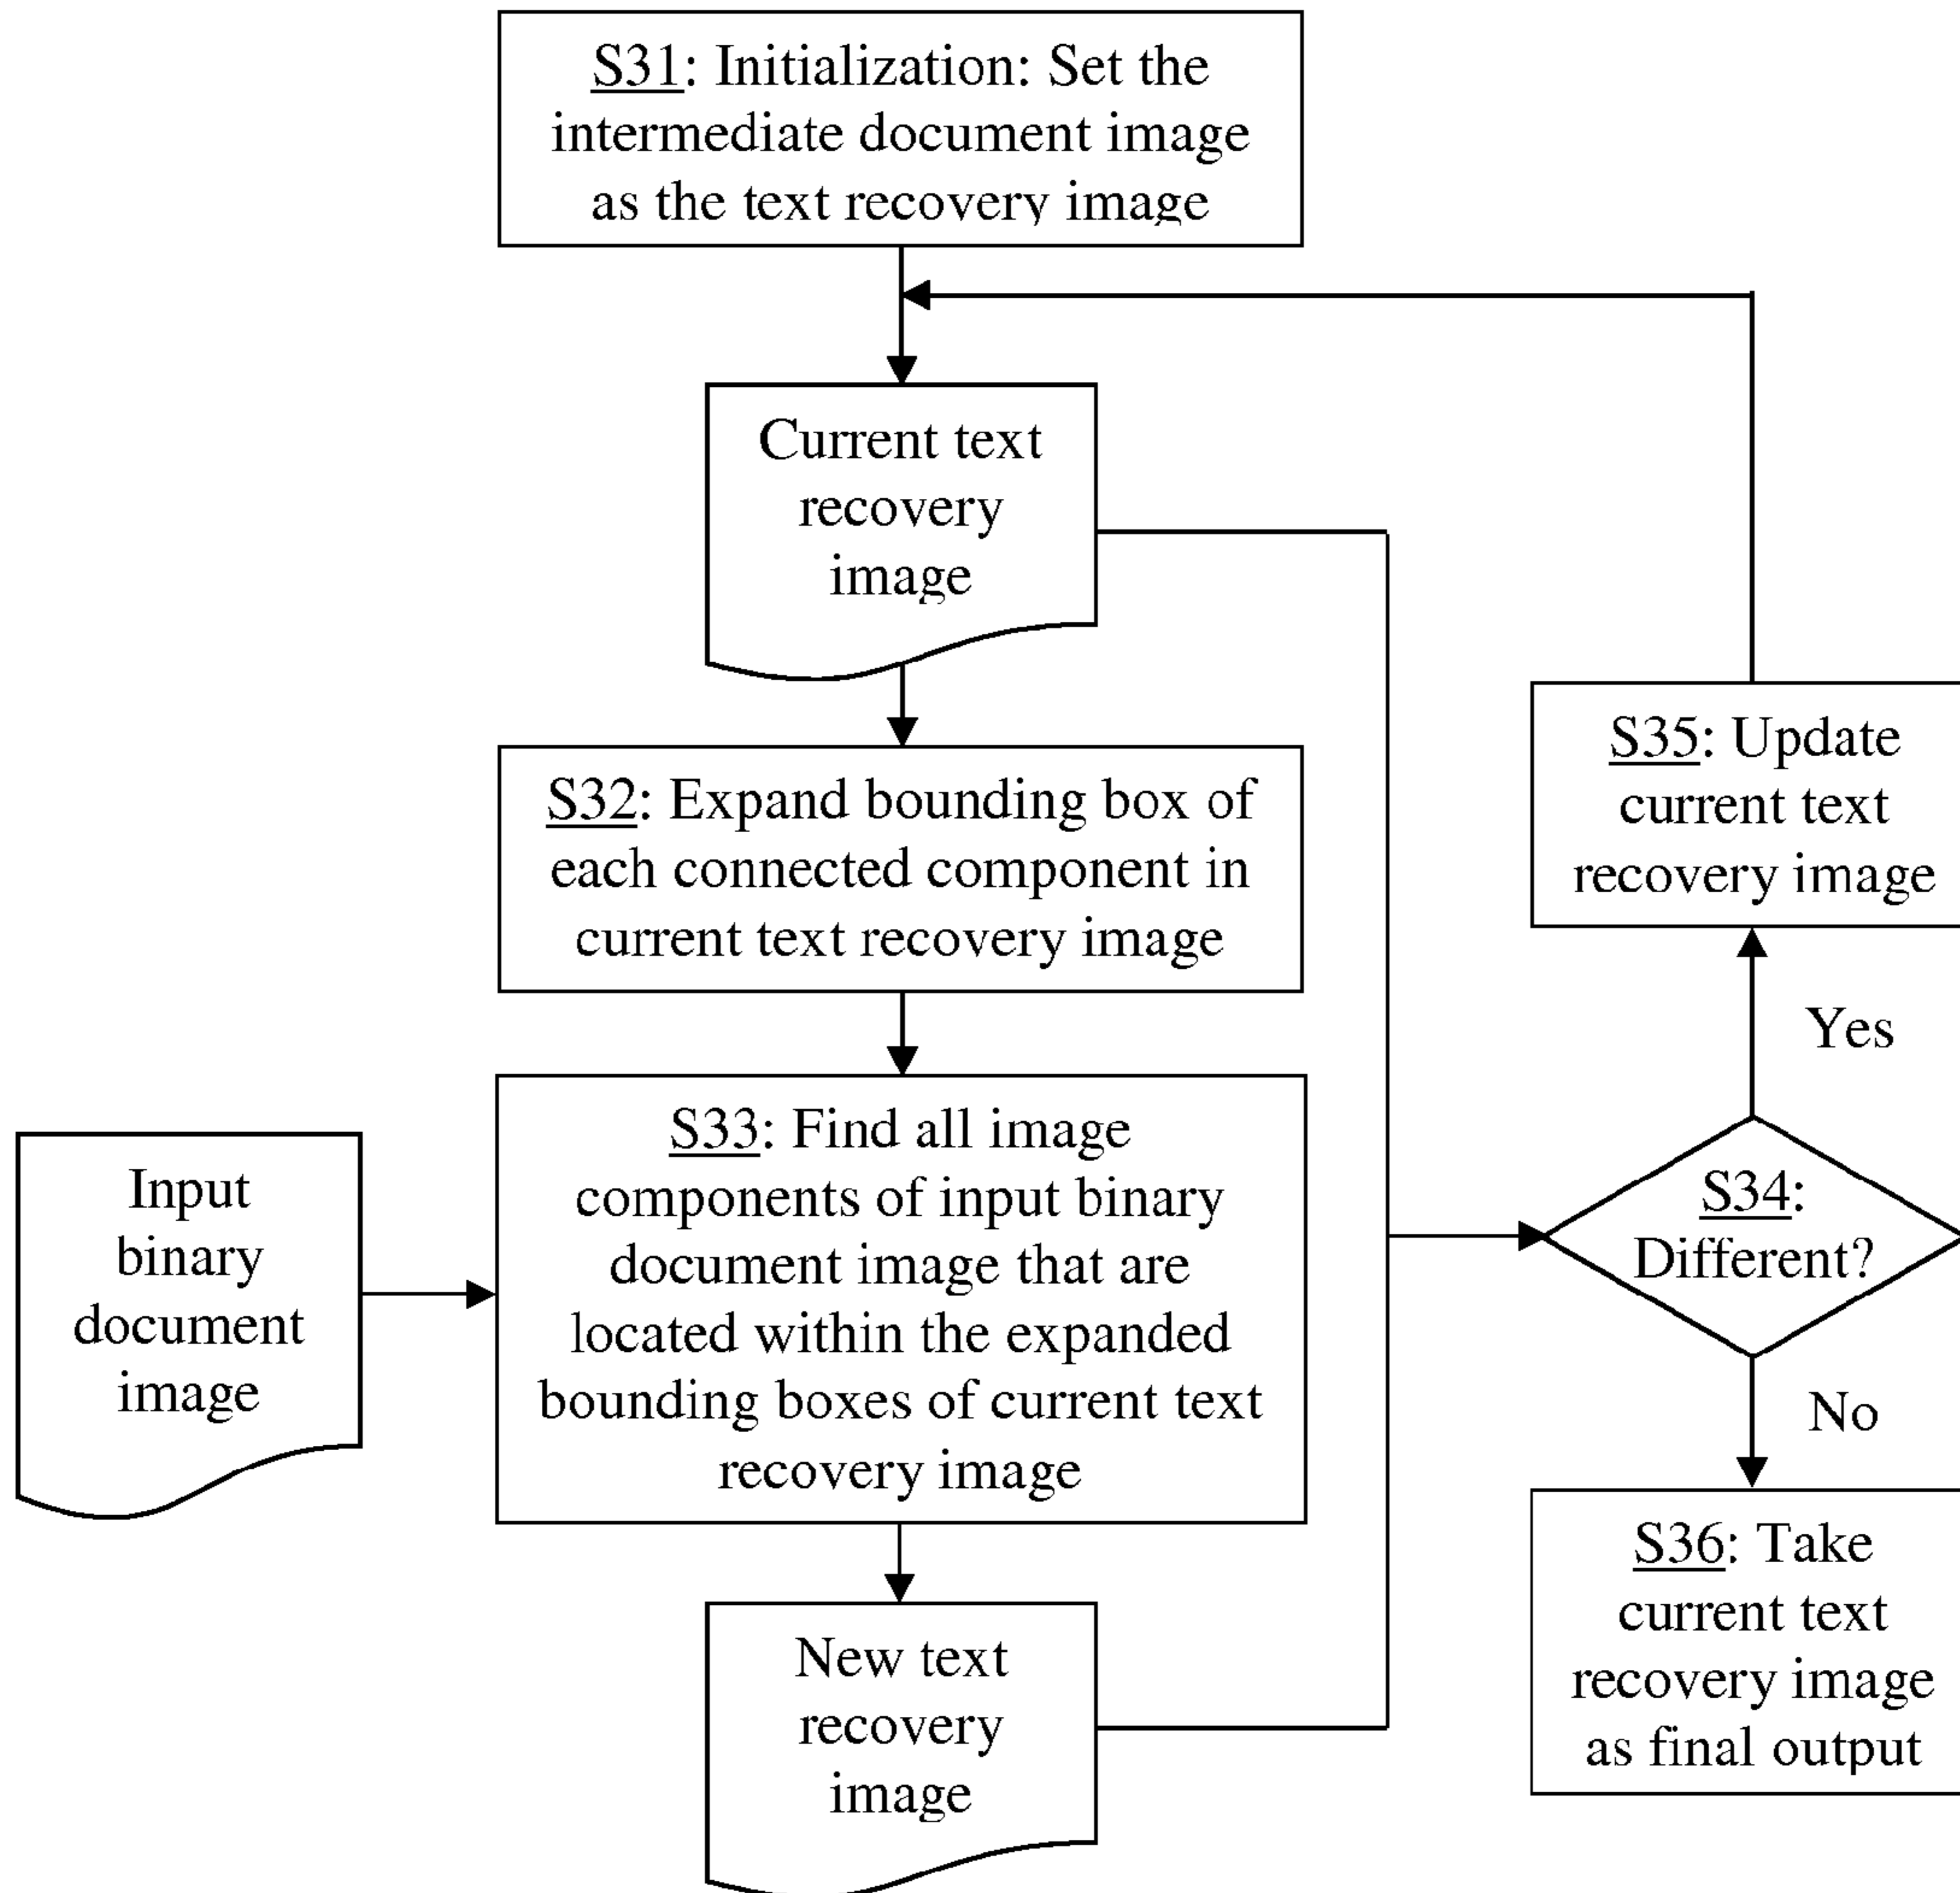 S31: Initialization: Set the
intermediate document image
as the text recovery image
Current text
recovery
image
S32: Expand bounding box of
each connected component in
current text recovery image
Input
binary
document
image
S33: Find all image
components of input binary
document image that are
located within the expanded
bounding boxes of current text
recovery image
New text
recovery
image
S34:
Different?
Yes
S35: Update
current text
recovery image
No
S36: Take
current text
recovery image
as final output